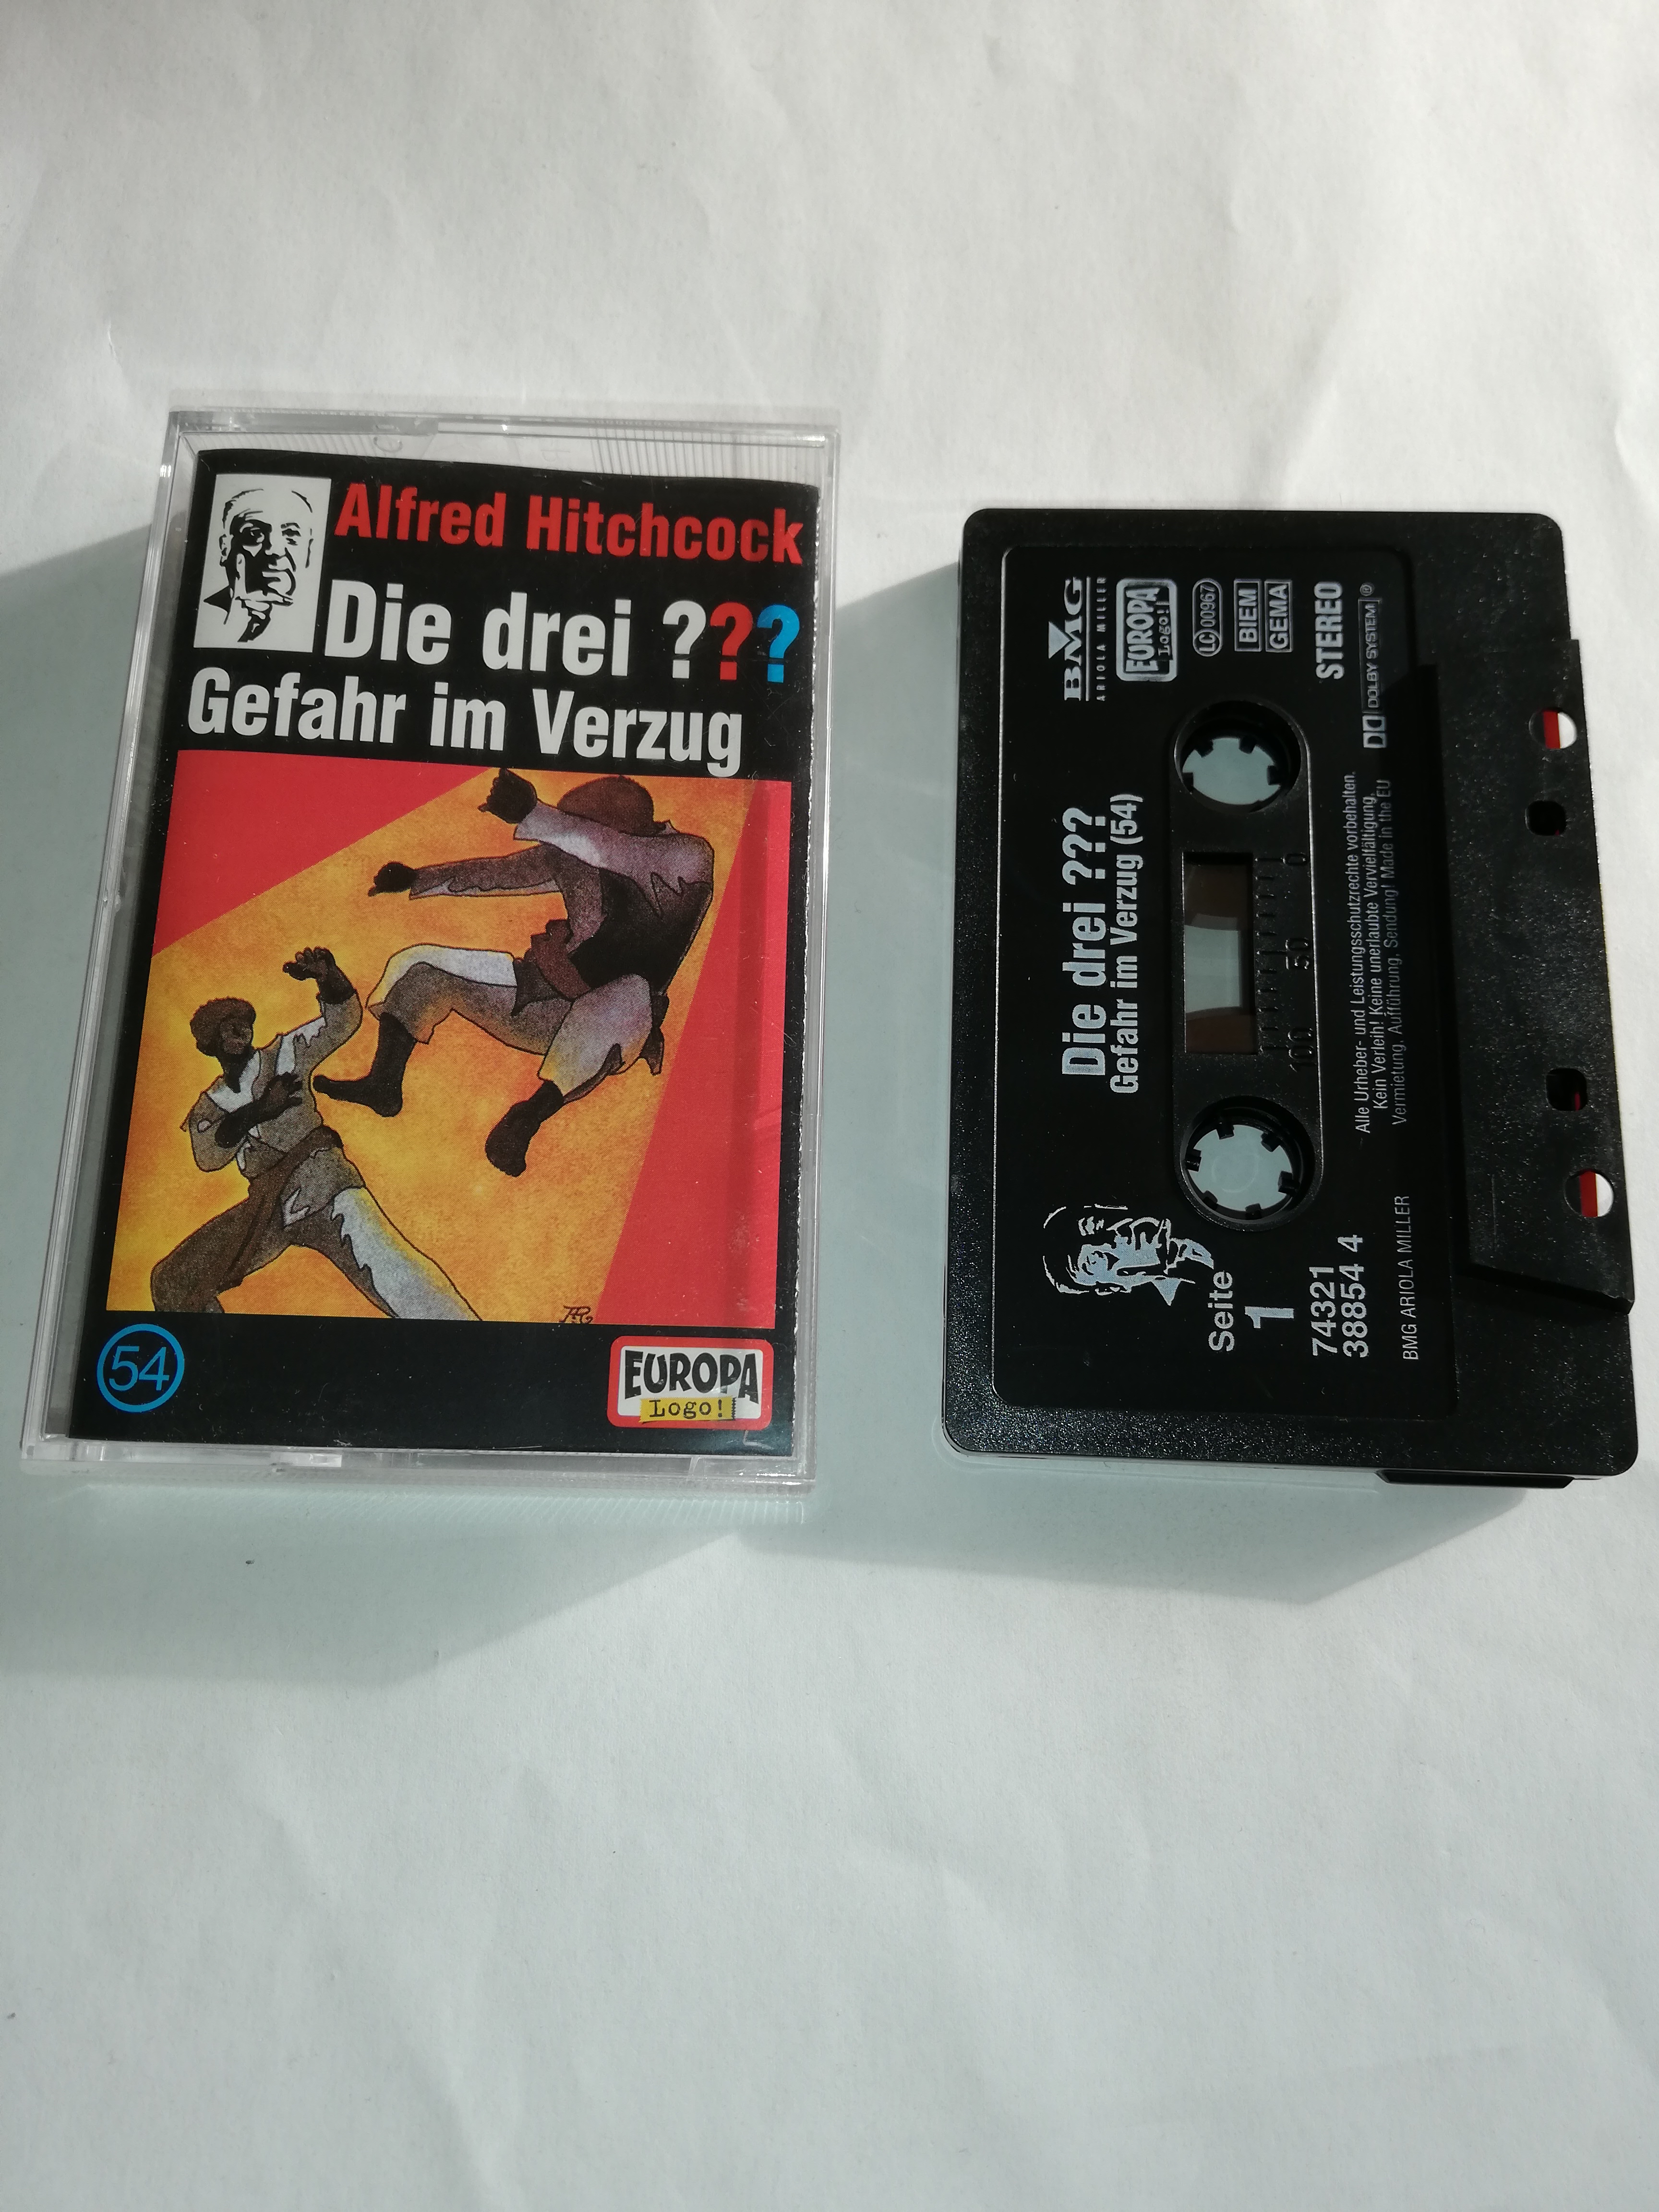 Alfred Hitchcock
Die drei ???
Gefahr im Verzug
54
EUROPA
Logo!
Die drei ???
Gefahr im Verzug (54)
BMG
ARIOLA MILLER
EUROPA
Logo!
LC 00967
BIEM
GEMA
STEREO
DOLBY SYSTEM ®
100 50 0
Seite
1
74321
38854 4
Alle Urheber- und Leistungsschutzrechte vorbehalten.
Kein Verleih! Keine unerlaubte Vervielfältigung,
Vermietung, Aufführung, Sendung! Made in the EU
BMG ARIOLA MILLER